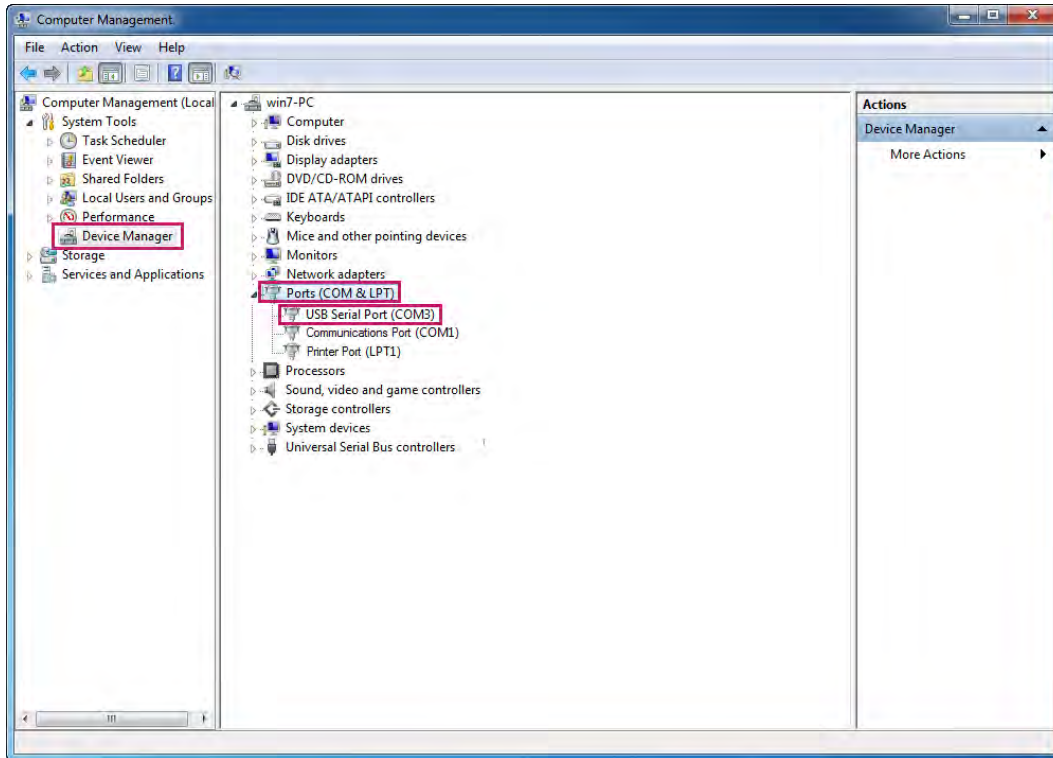 Computer Management
File Action View Help
Computer Management (Local
System Tools
Task Scheduler
Event Viewer
Shared Folders
Local Users and Groups
Performance
Device Manager
Storage
Services and Applications
win7-PC
Computer
Disk drives
Display adapters
DVD/CD-ROM drives
IDE ATA/ATAPI controllers
Keyboards
Mice and other pointing devices
Monitors
Network adapters
Ports (COM & LPT)
USB Serial Port (COM3)
Communications Port (COM1)
Printer Port (LPT1)
Processors
Sound, video and game controllers
Storage controllers
System devices
Universal Serial Bus controllers
Actions
Device Manager
More Actions